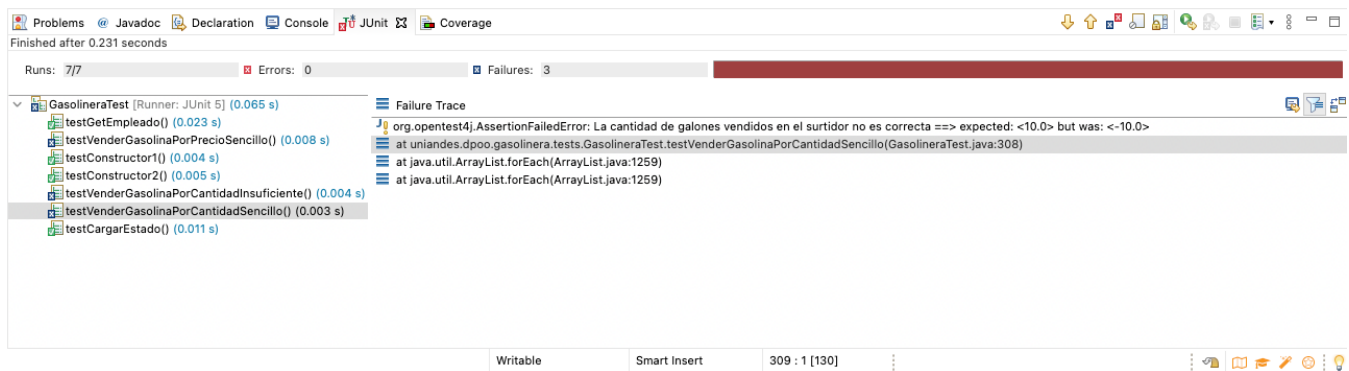 Problems @ Javadoc Declaration Console JUnit Coverage
Finished after 0.231 seconds
Runs: 7/7 Errors: 0 Failures: 3
GasolineraTest [Runner: JUnit 5] (0.065 s)
testGetEmpleado() (0.023 s)
testVenderGasolinaPorPrecioSencillo() (0.008 s)
testConstructor1() (0.004 s)
testConstructor2() (0.005 s)
testVenderGasolinaPorCantidadInsuficiente() (0.004 s)
testVenderGasolinaPorCantidadSencillo() (0.003 s)
testCargarEstado() (0.011 s)
Failure Trace
org.opentest4j.AssertionFailedError: La cantidad de galones vendidos en el surtidor no es correcta ==> expected: <10.0> but was: <-10.0>
at uniandes.dpoo.gasolinera.tests.GasolineraTest.testVenderGasolinaPorCantidadSencillo(GasolineraTest.java:308)
at java.util.ArrayList.forEach(ArrayList.java:1259)
at java.util.ArrayList.forEach(ArrayList.java:1259)
Writable Smart Insert 309 : 1 [130]